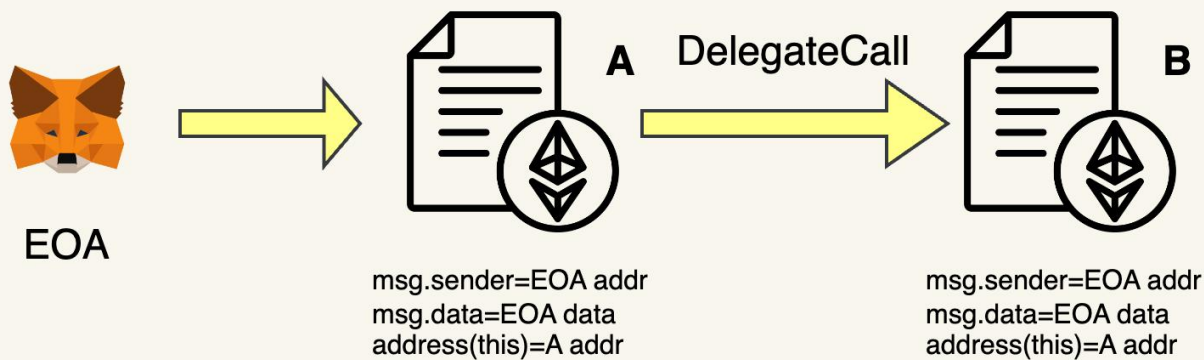 A
DelegateCall
B
EOA
msg.sender=EOA addr
msg.data=EOA data
address(this)=A addr
msg.sender=EOA addr
msg.data=EOA data
address(this)=A addr